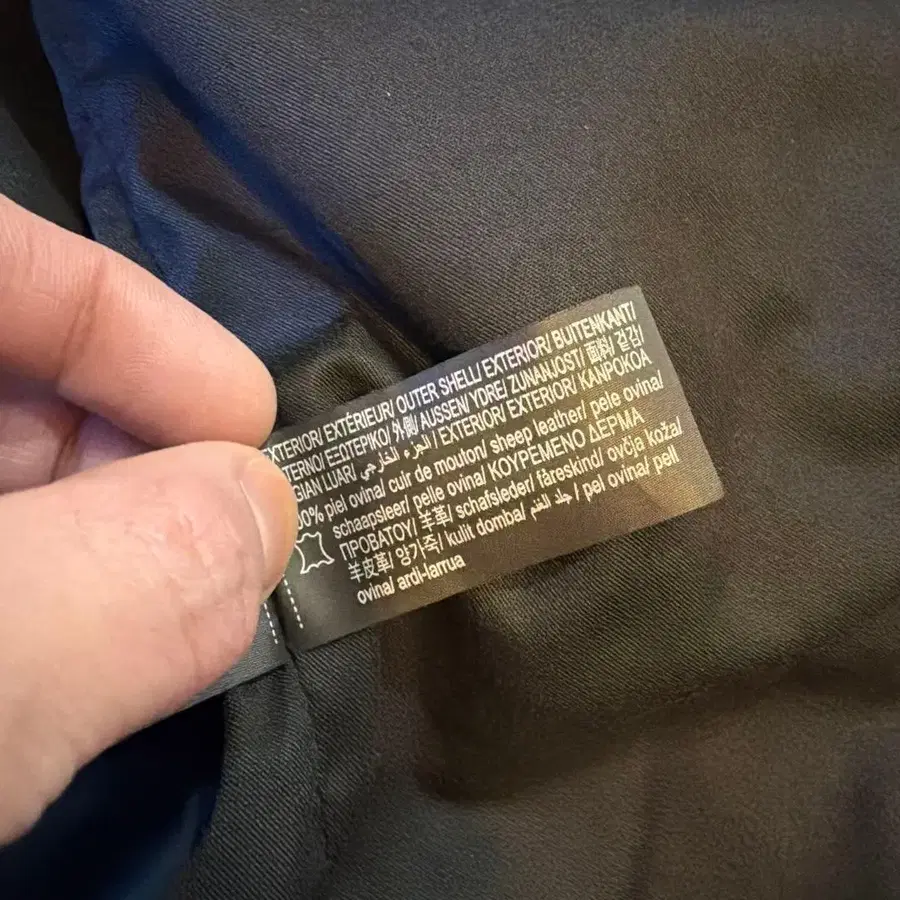 EXTERIOR/ EXTÉRIEUR/ OUTER SHELL/ EXTERIOR/ BUITENKANT/
TERNO/ ΕΞΩΤΕΡΙΚΟ/ 外側/ AUSSEN/ YDRE/ ZUNANJOST/ 面料/ 겉감/
GIAN LUAR/ الجزء الخارجي/ EXTERIOR/ EXTERIOR/ KANPOKOA
00% piel ovina/ cuir de mouton/ sheep leather/ pele ovina/
schaapsleer/ pelle ovina/ ΚΟΥΡΕΜΕΝΟ ΔΕΡΜΑ
ΠΡΟΒΑΤΟΥ/ 羊革/ schafsleder/ fåreskind/ ovčja koža/
羊皮革/ 양가죽/ kulit domba/ جلد الغنم/ pel ovina/ pell
ovina/ ardi-larrua